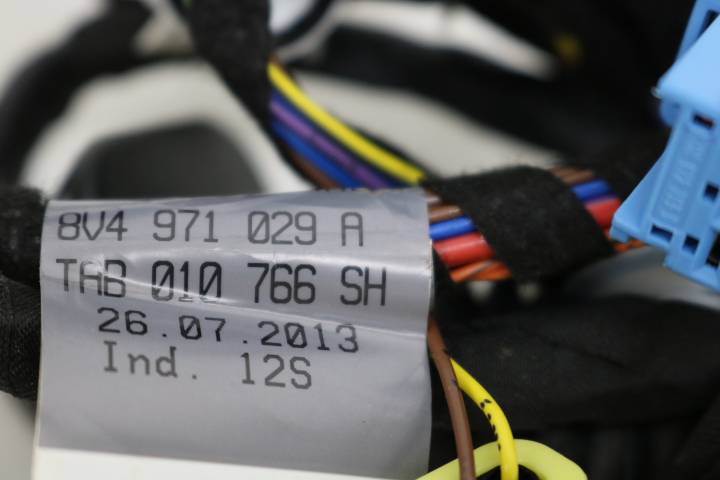 8V4 971 029 A
TAB 010 766 SH
26.07.2013
Ind. 12S